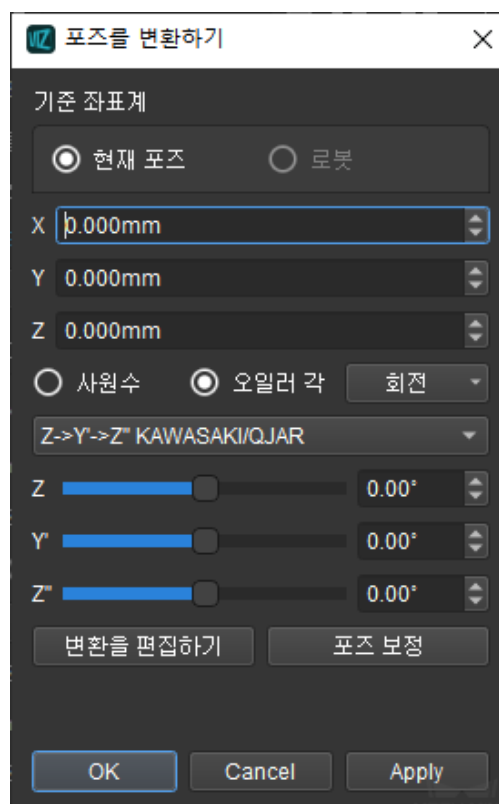 VIZ 포즈를 변환하기
기준 좌표계
현재 포즈 로봇
X 0.000mm
Y 0.000mm
Z 0.000mm
사원수 오일러 각 회전
Z->Y'->Z'' KAWASAKI/QJAR
Z 0.00°
Y' 0.00°
Z'' 0.00°
변환을 편집하기 포즈 보정
OK Cancel Apply